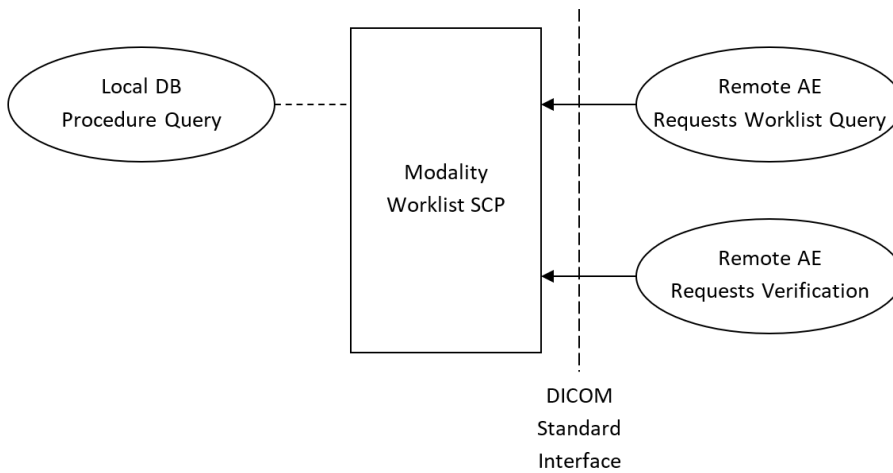 Local DB
Procedure Query
Modality
Worklist SCP
Remote AE
Requests Worklist Query
Remote AE
Requests Verification
DICOM
Standard
Interface